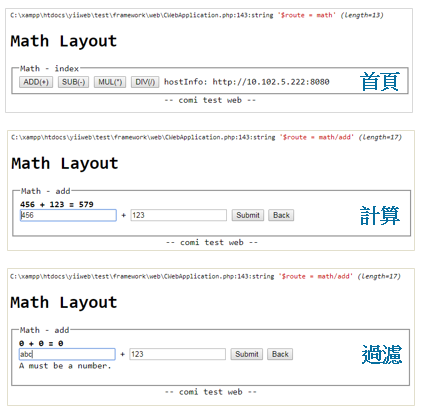 C:\xampp\htdocs\yiiweb\test\framework\web\CWebApplication.php:143:string '$route = math' (length=13)
Math Layout
Math - index
ADD(+) SUB(-) MUL(*) DIV(/) hostInfo: http://10.102.5.222:8080 首頁
-- comi test web --
C:\xampp\htdocs\yiiweb\test\framework\web\CWebApplication.php:143:string '$route = math/add' (length=17)
Math Layout
Math - add
456 + 123 = 579
456 + 123 Submit Back 計算
-- comi test web --
C:\xampp\htdocs\yiiweb\test\framework\web\CWebApplication.php:143:string '$route = math/add' (length=17)
Math Layout
Math - add
0 + 0 = 0
abc + 123 Submit Back 過濾
A must be a number.
-- comi test web --